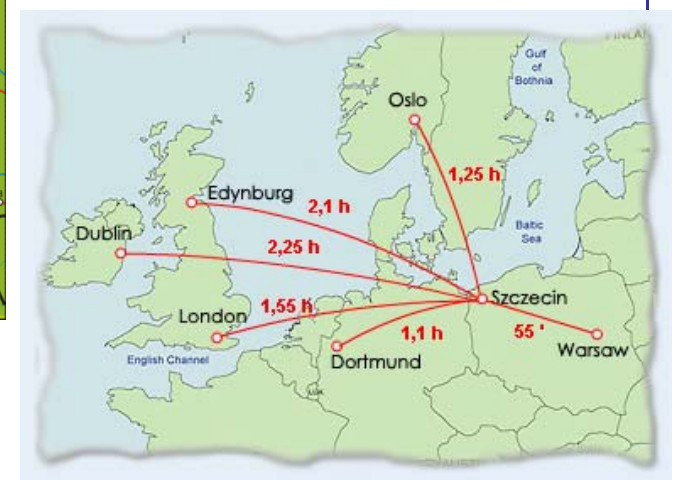 Gulf
of
Bothnia
Oslo
1,25 h
Edynburg
2,1 h
Dublin
2,25 h
Baltic
Sea
London
1,55 h
Szczecin
1,1 h
55 '
English Channel
Dortmund
Warsaw